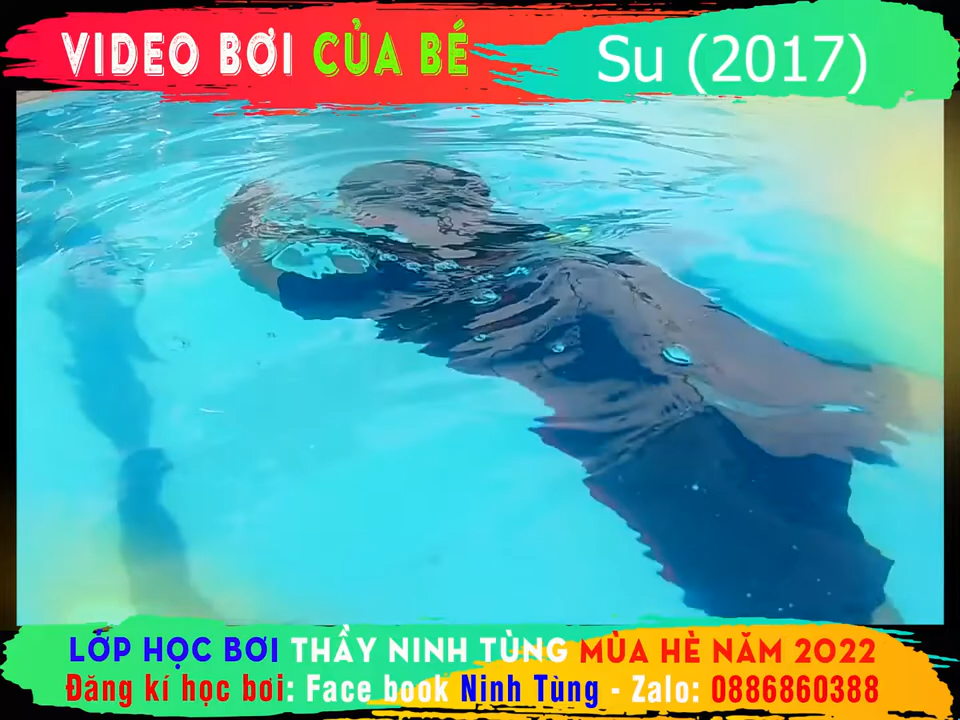 VIDEO BƠI CỦA BÉ
Su (2017)
LỚP HỌC BƠI THẦY NINH TÙNG MÙA HÈ NĂM 2022
Đăng kí học bơi: Face book Ninh Tùng - Zalo: 0886860388